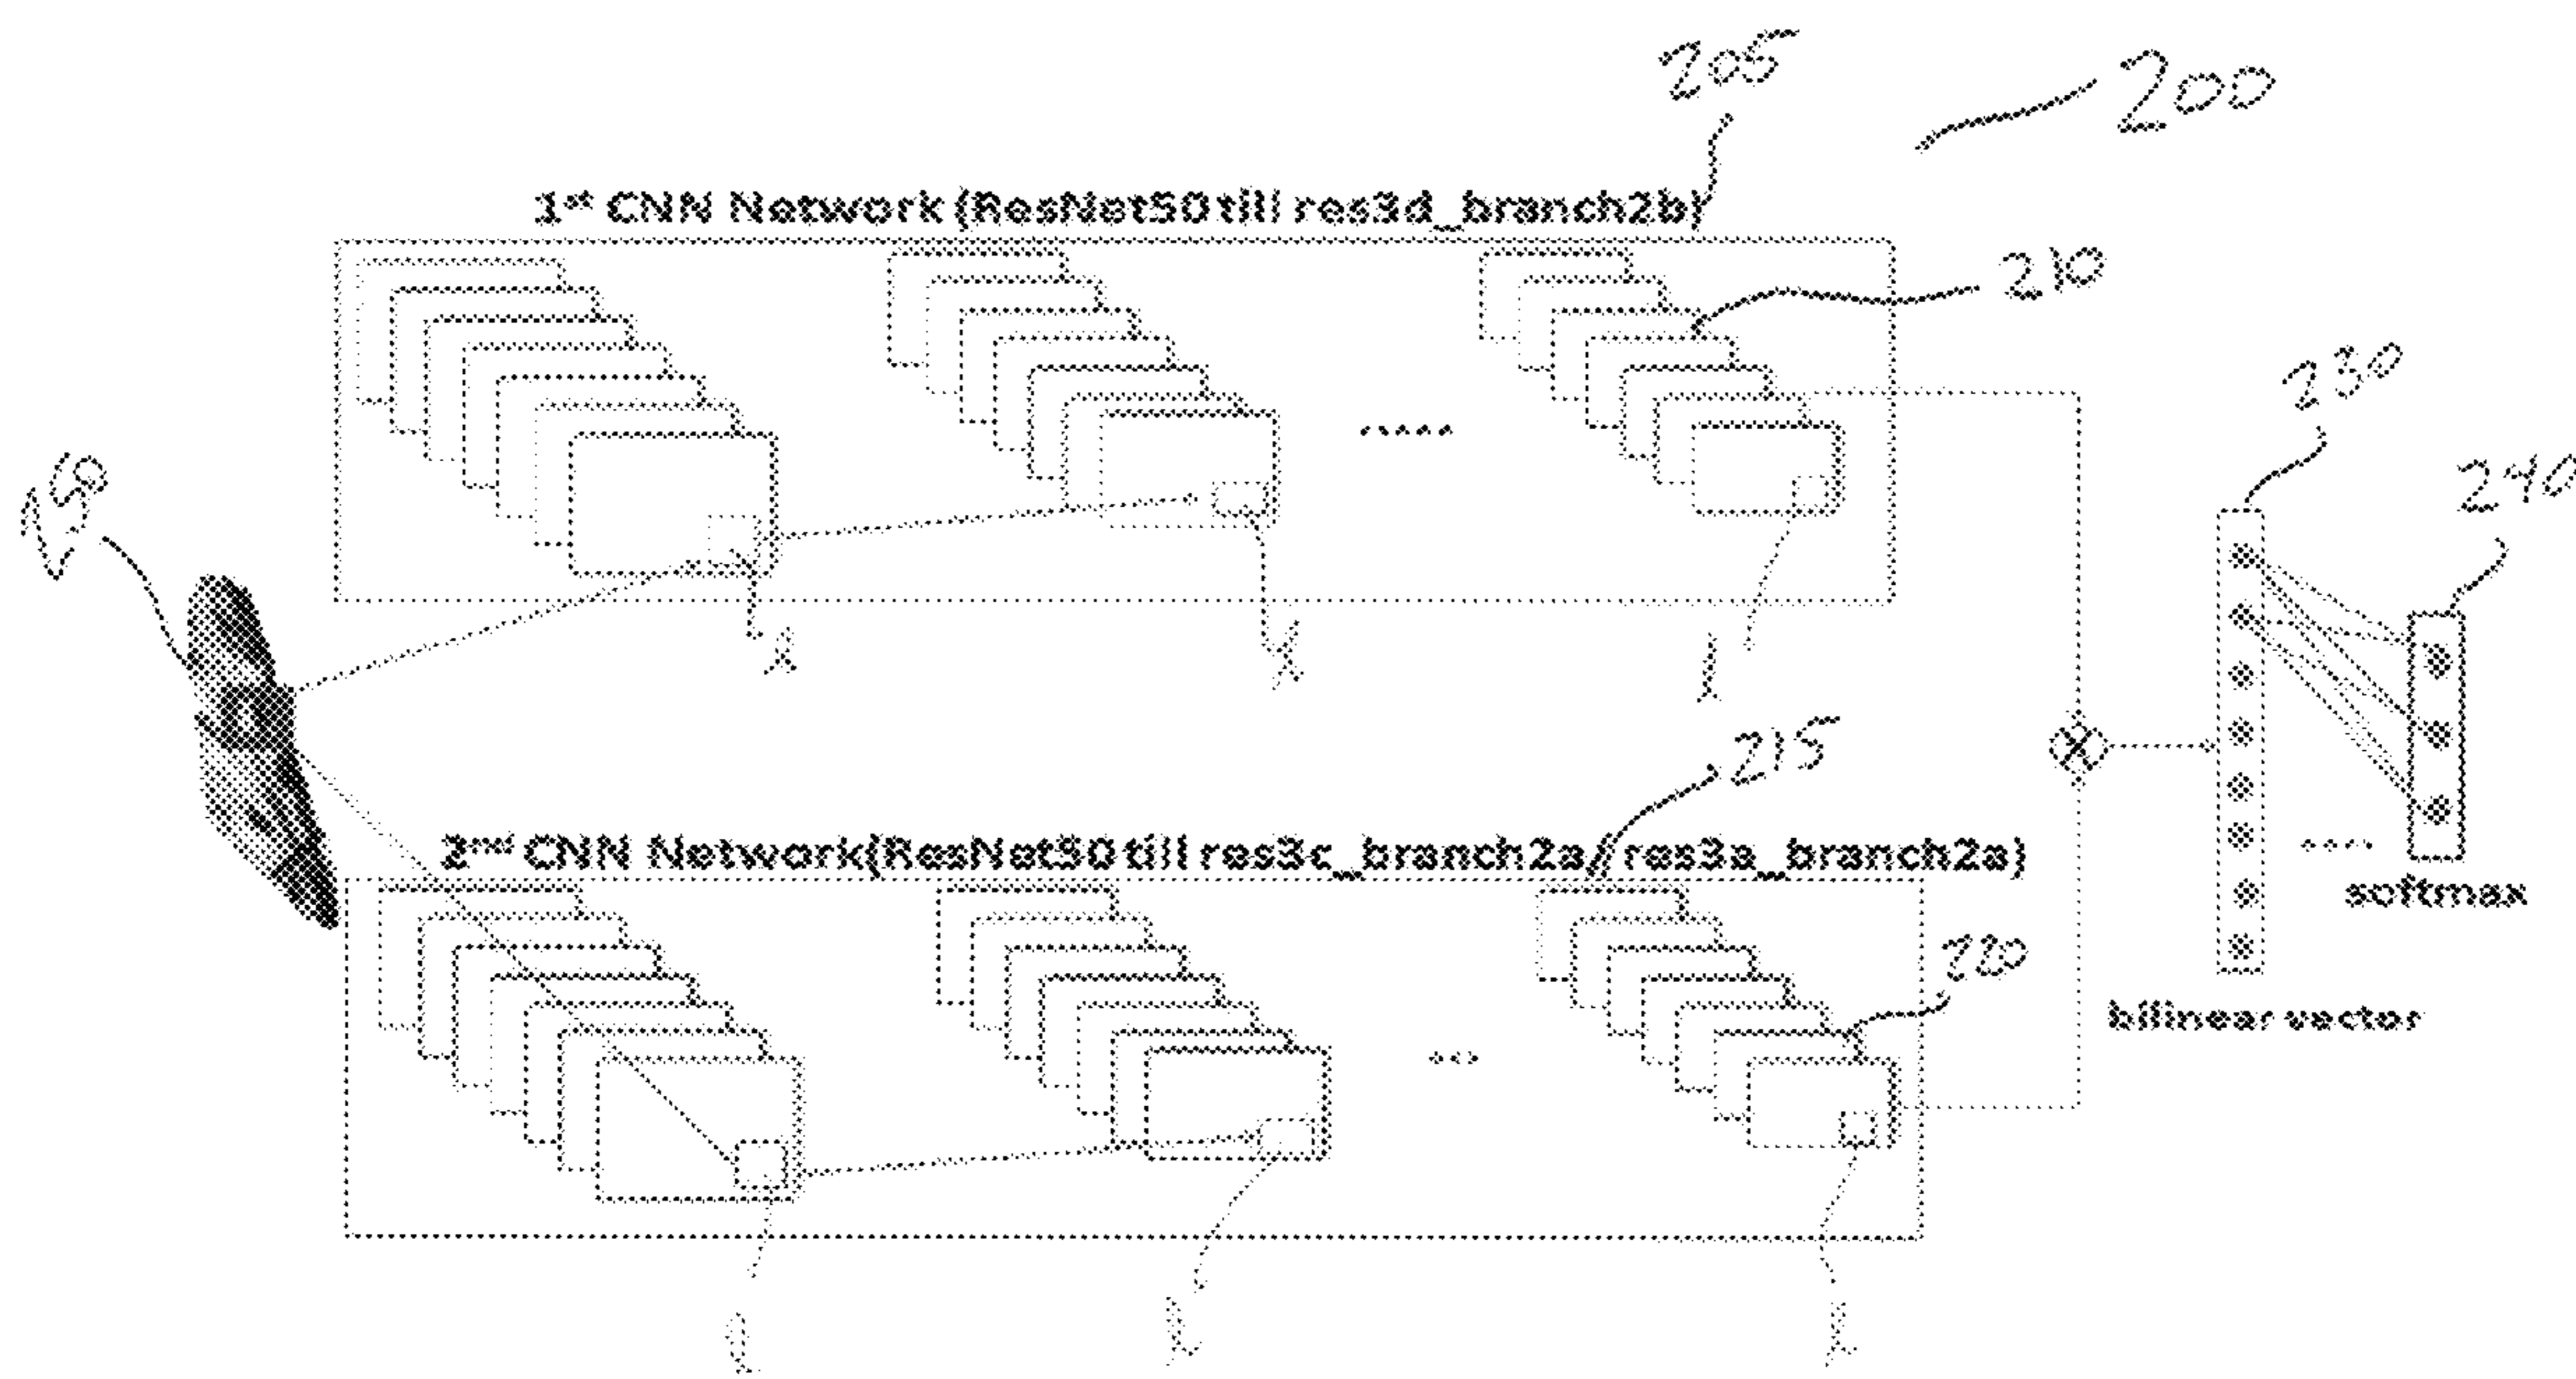 205
200
1st CNN Network (ResNet50 till res3d_branch2b)
210
230
240
215
2nd CNN Network(ResNet50 till res3c_branch2a/ res3a_branch2a)
softmax
220
bilinear vector